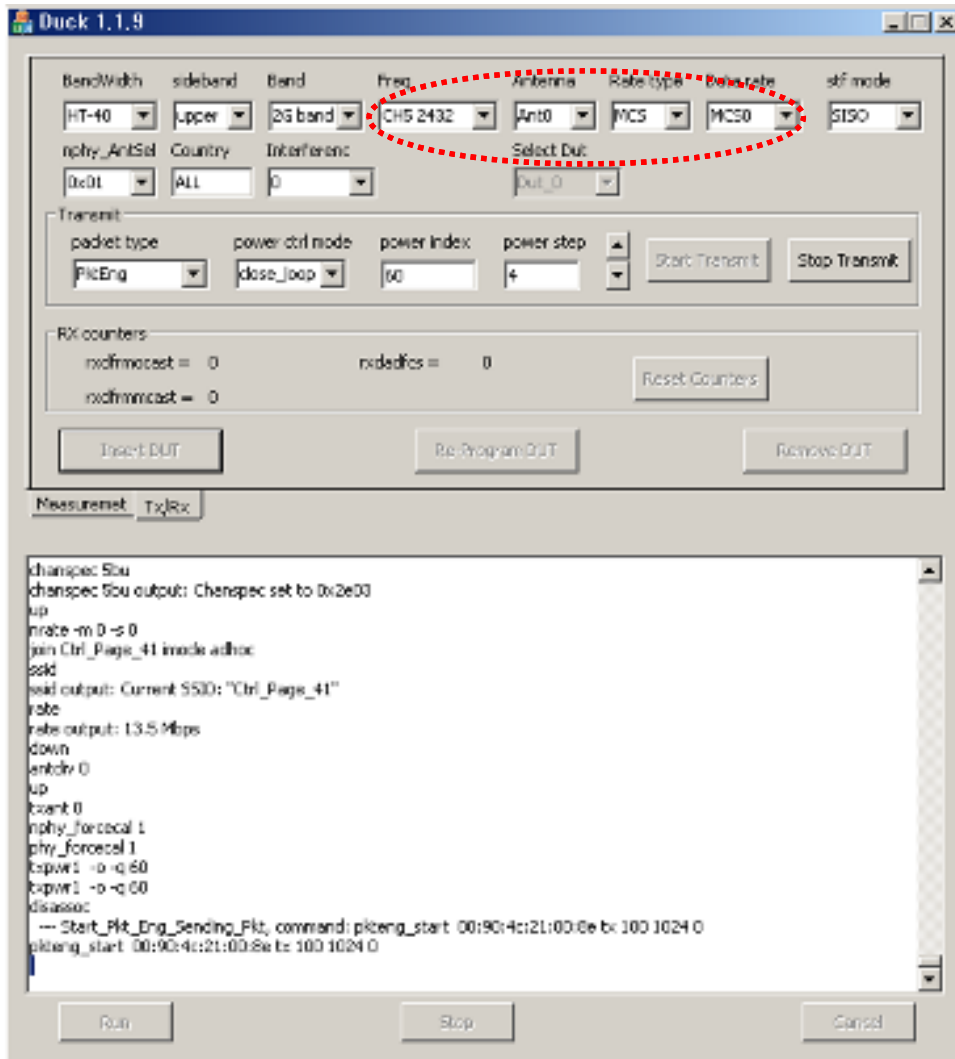 Duck 1.1.9
BandWidth sideband Band Freq Antenna Rate type Data rate stf mode
HT-40 upper 2G band CH5 2432 Ant0 MCS MCS0 SISO
nphy_AntSel Country Interferenc Select Dut
0x01 ALL 0 Dut_0
Transmit
packet type power ctrl mode power index power step
PktEng close_loop 60 4 Start Transmit Stop Transmit
RX counters
rxdfrmocast = 0 rxdadfcs = 0
Reset Counters
rxdfrmmcast = 0
Insert DUT Re-Program DUT Remove DUT
Measuremet Tx/Rx
chanspec 5bu
chanspec 5bu output: Chanspec set to 0x2e03
up
nrate -m 0 -s 0
join Ctrl_Page_41 imode adhoc
ssid
ssid output: Current SSID: "Ctrl_Page_41"
rate
rate output: 13.5 Mbps
down
antdiv 0
up
txant 0
nphy_forcecal 1
phy_forcecal 1
txpwr1 -o -q 60
txpwr1 -o -q 60
disassoc
--- Start_Pkt_Eng_Sending_Pkt, command: pkteng_start 00:90:4c:21:00:8e tx 100 1024 0
pkteng_start 00:90:4c:21:00:8e tx 100 1024 0
Run Stop Cansel